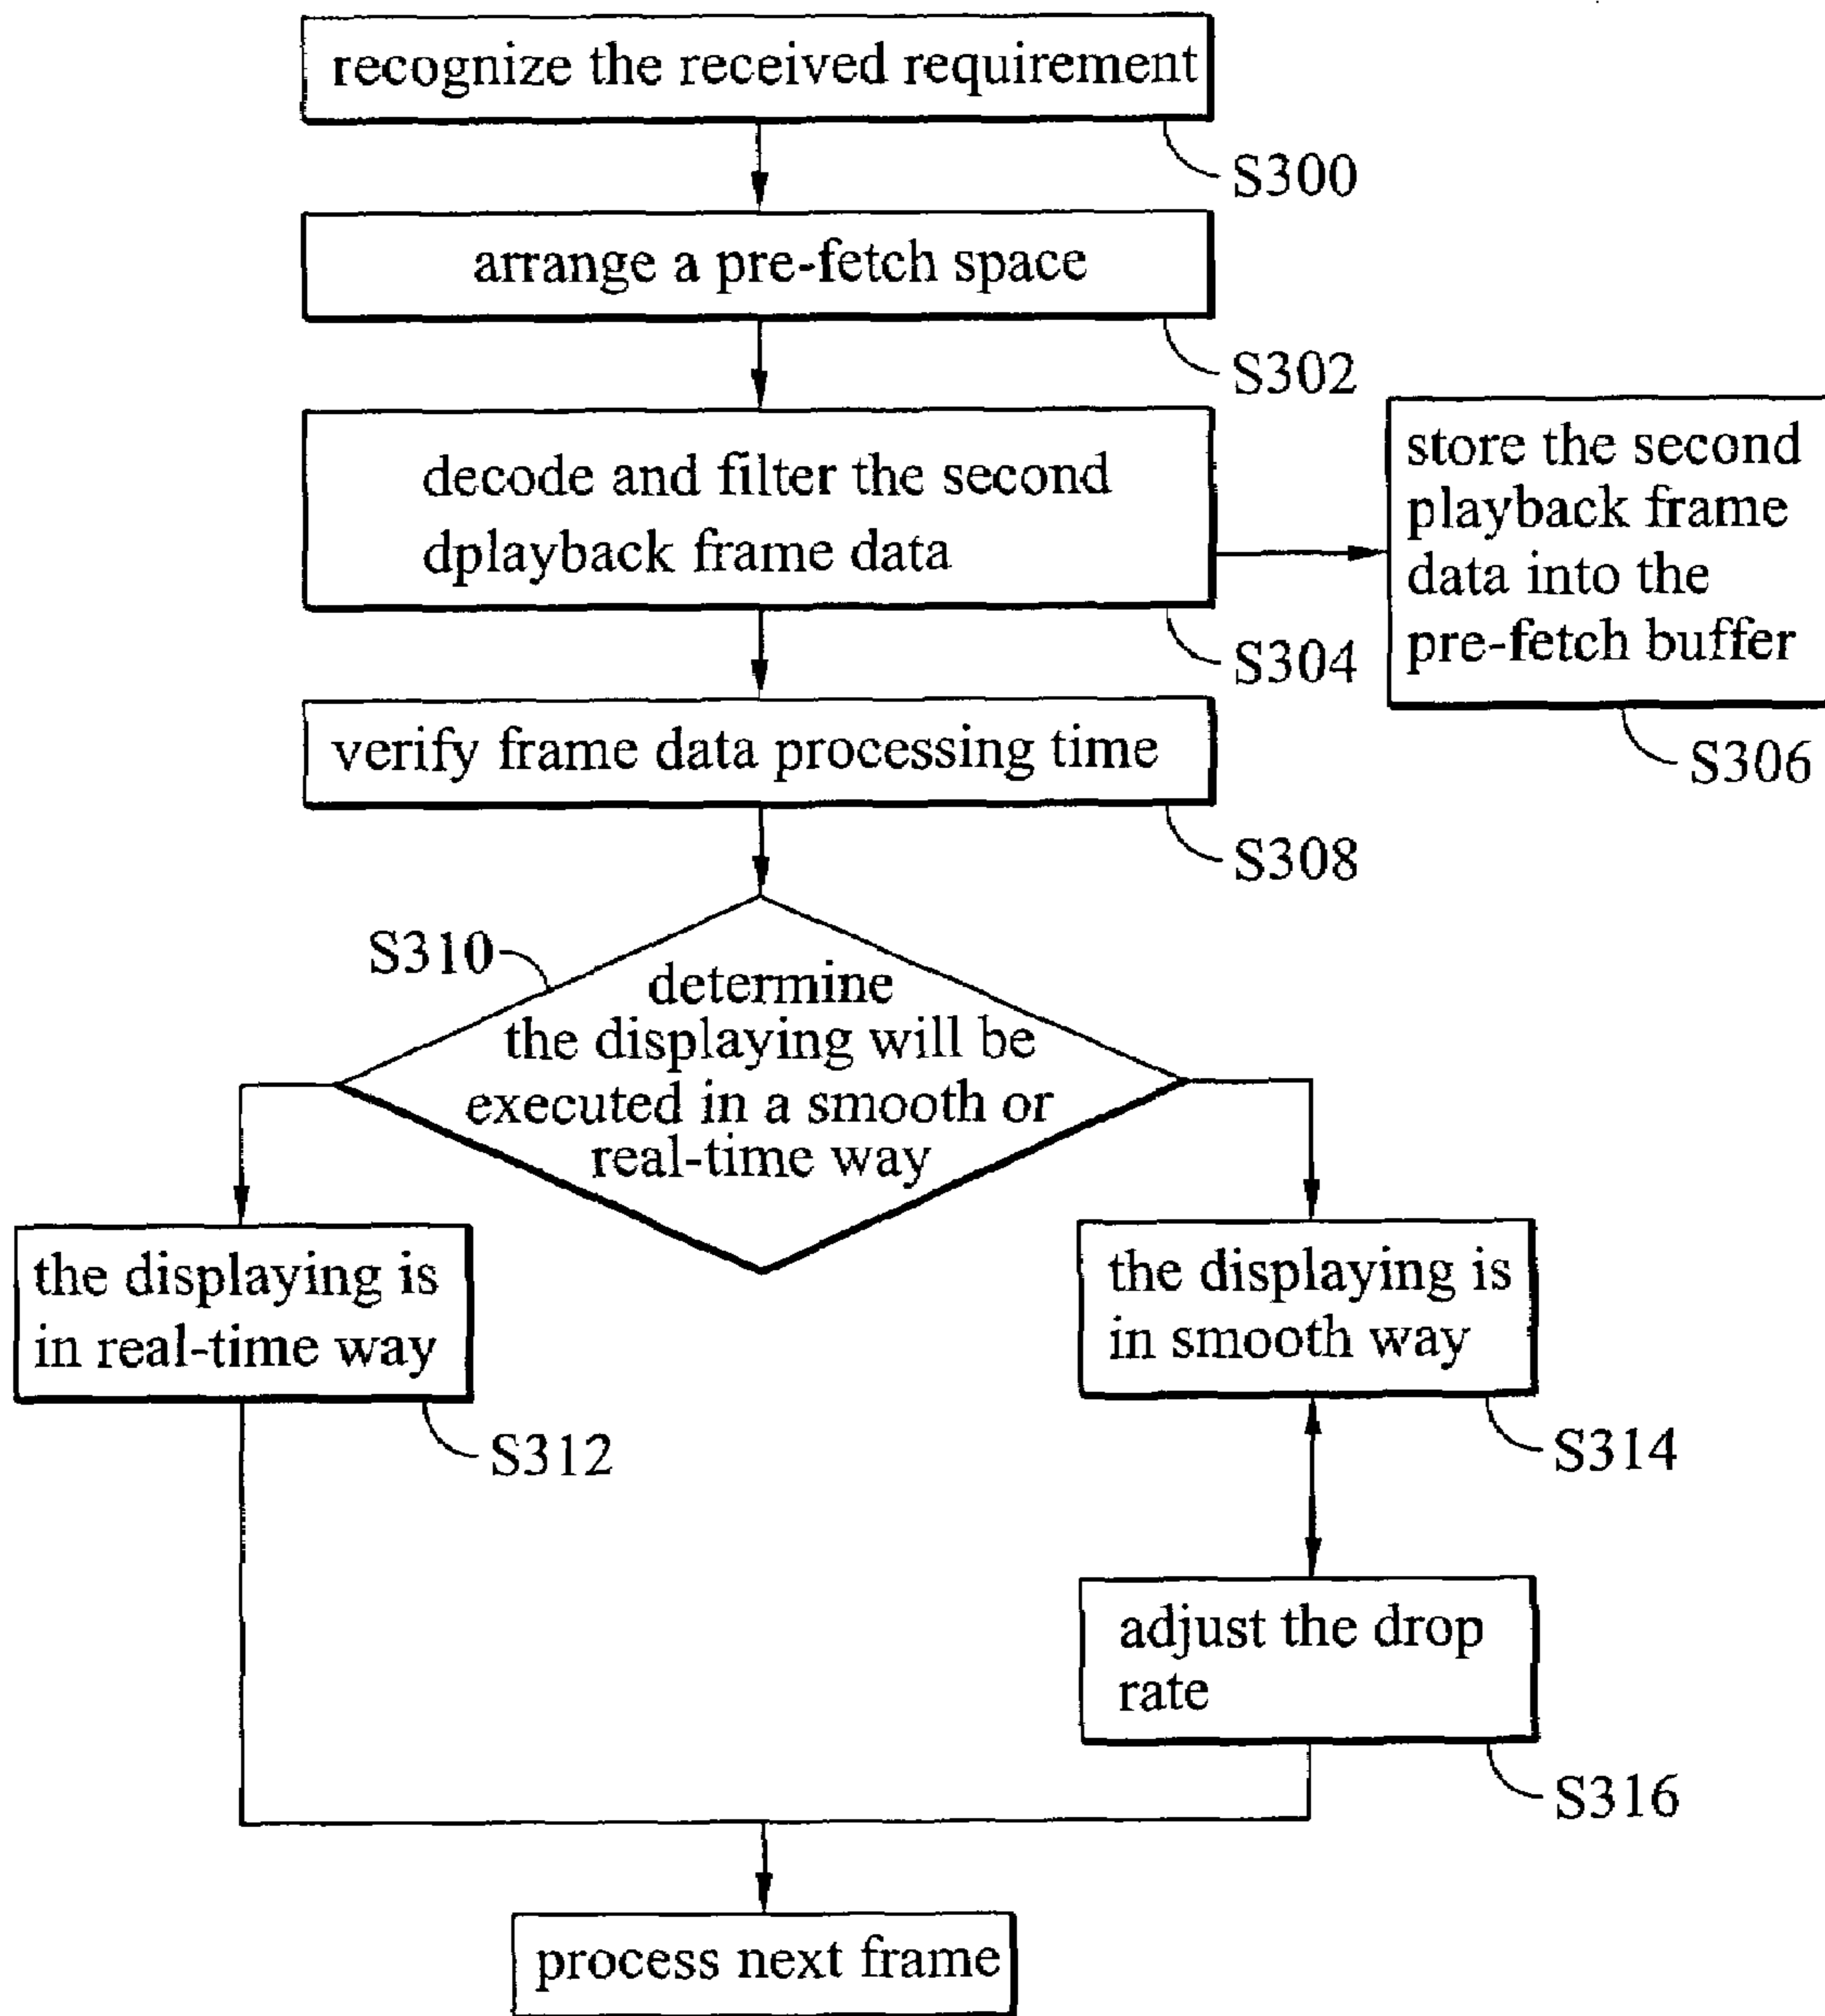 recognize the received requirement
S300
arrange a pre-fetch space
S302
decode and filter the second
dplayback frame data
S304
store the second
playback frame
data into the
pre-fetch buffer
S306
verify frame data processing time
S308
S310
determine
the displaying will be
executed in a smooth or
real-time way
the displaying is
in real-time way
S312
the displaying is
in smooth way
S314
adjust the drop
rate
S316
process next frame